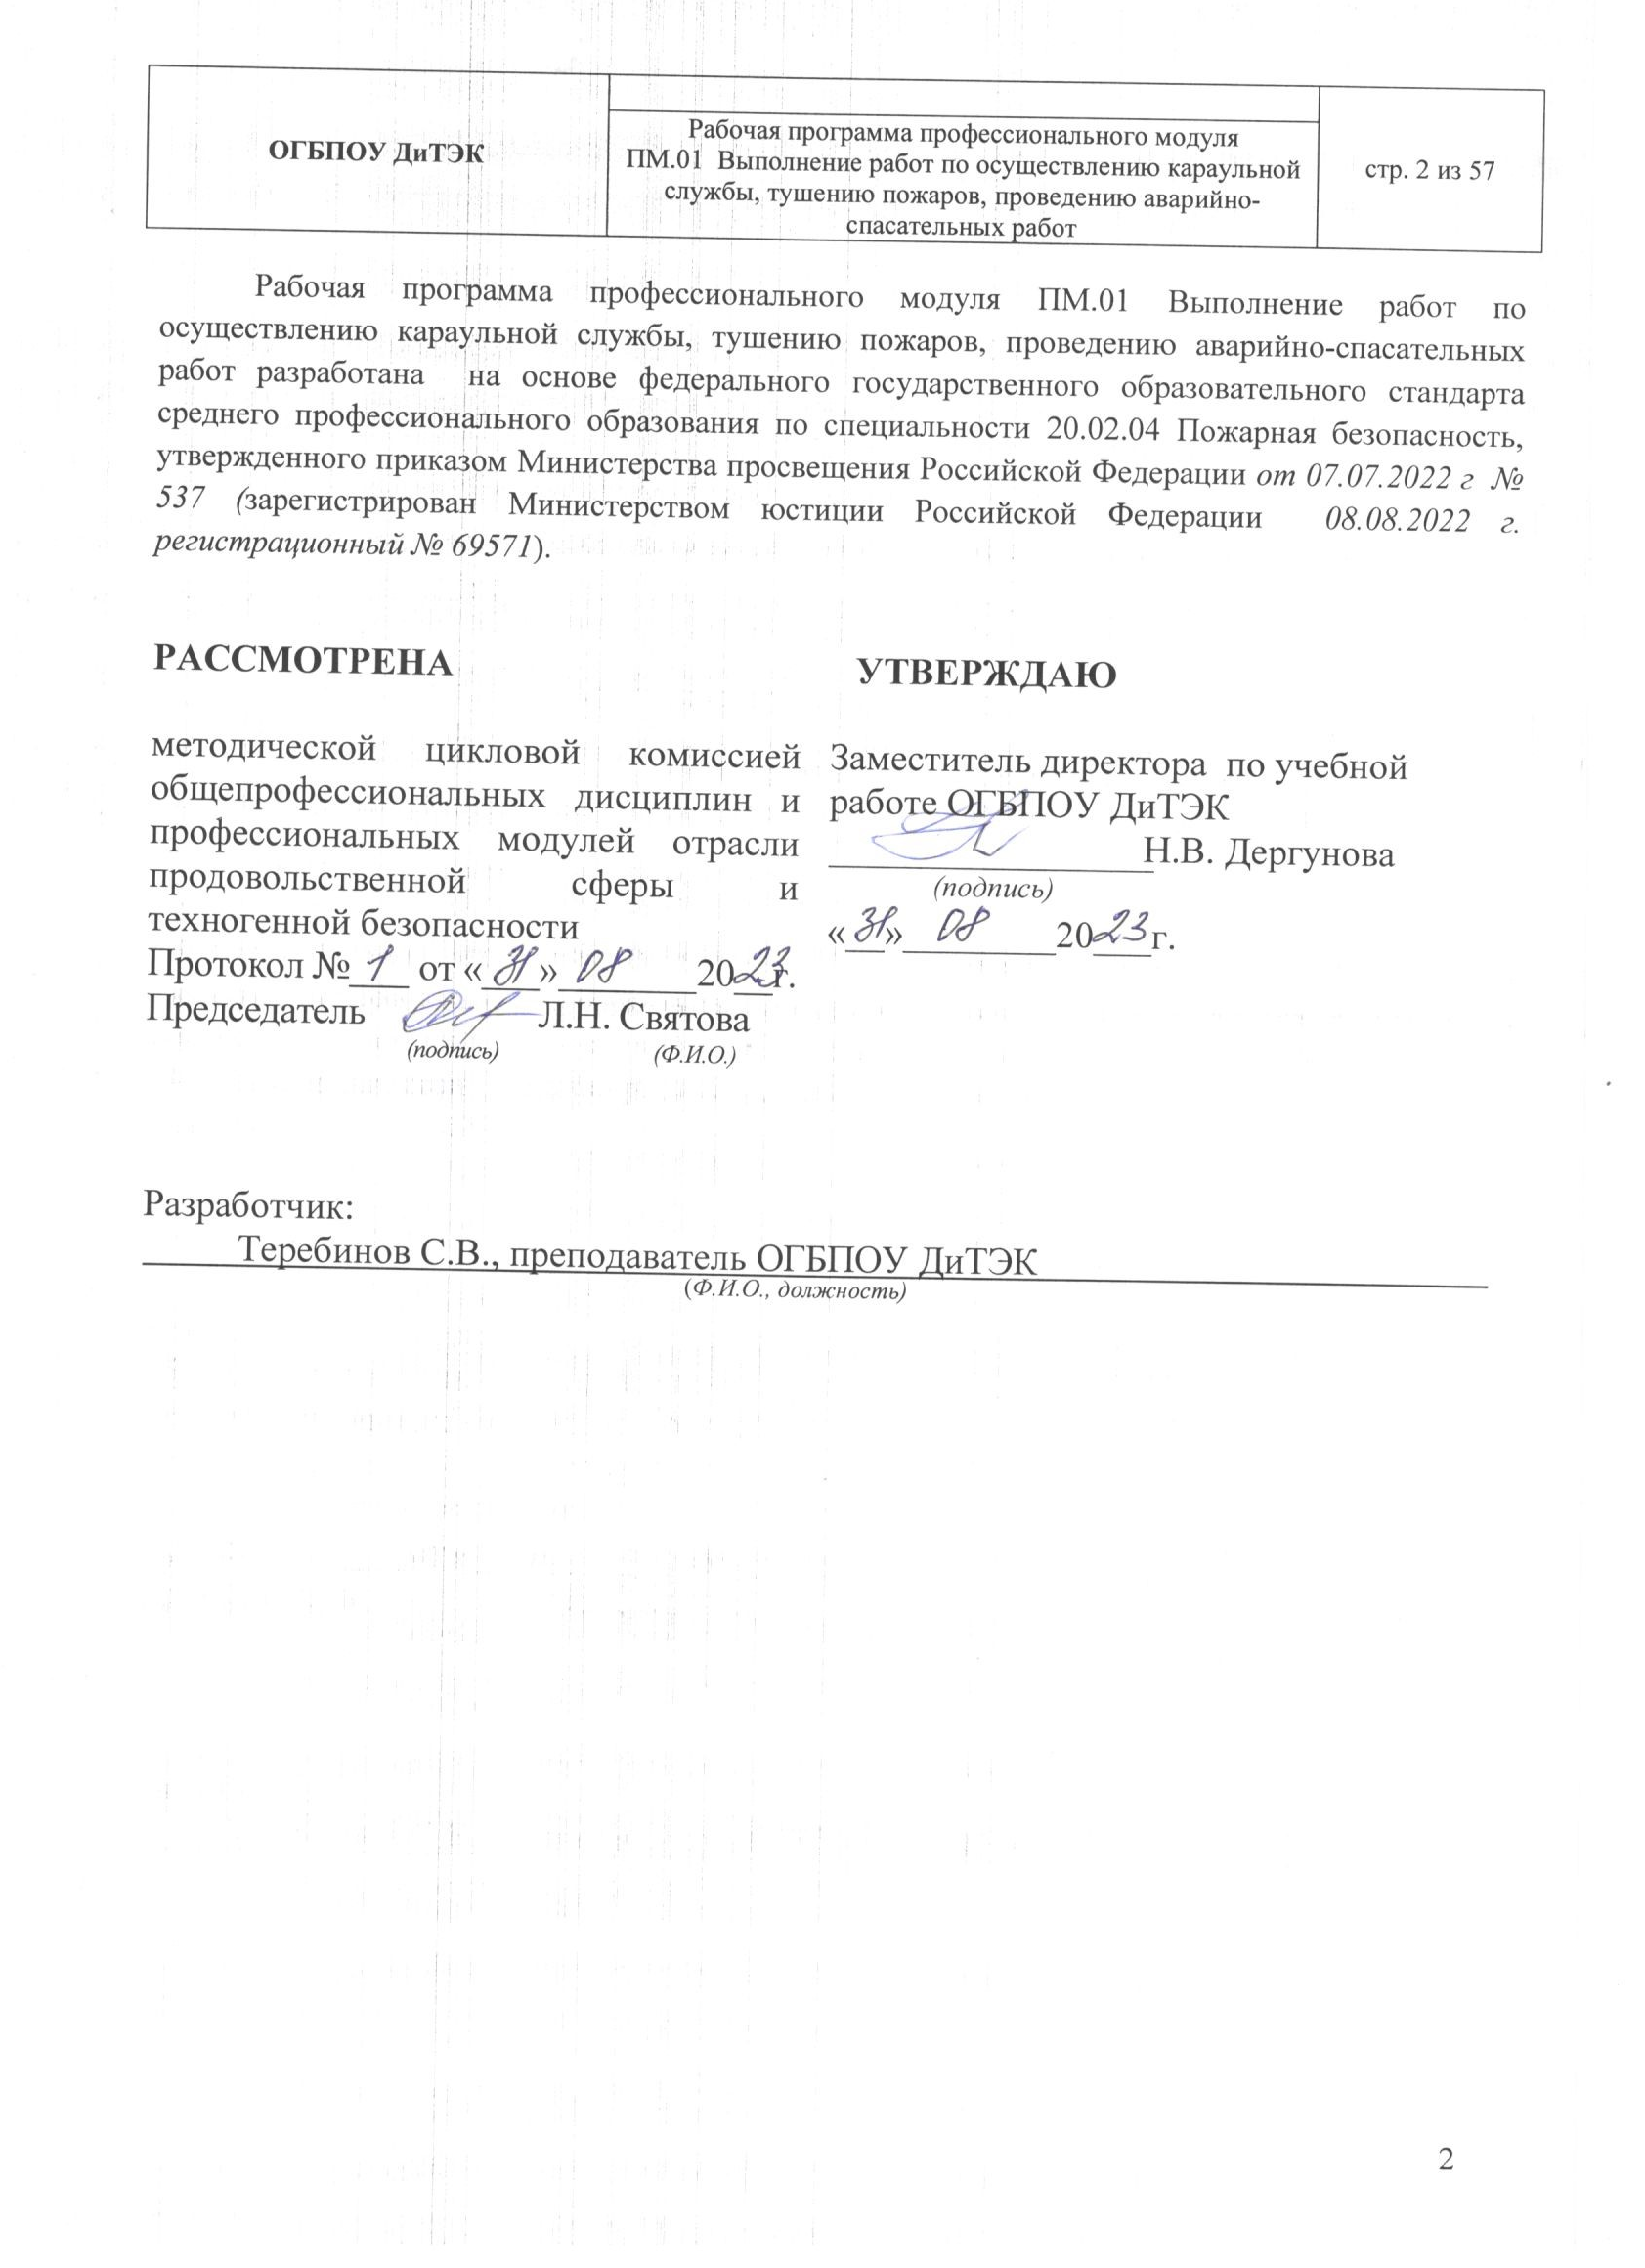 ОГБПОУ ДиТЭК
Рабочая программа профессионального модуля
ПМ.01 Выполнение работ по осуществлению караульной
службы, тушению пожаров, проведению аварийно-
спасательных работ
стр. 2 из 57
Рабочая программа профессионального модуля ПМ.01 Выполнение работ по
осуществлению караульной службы, тушению пожаров, проведению аварийно-спасательных
работ разработана на основе федерального государственного образовательного стандарта
среднего профессионального образования по специальности 20.02.04 Пожарная безопасность,
утвержденного приказом Министерства просвещения Российской Федерации от 07.07.2022 г №
537 (зарегистрирован Министерством юстиции Российской Федерации 08.08.2022 г.
регистрационный № 69571).
РАССМОТРЕНА
методической цикловой комиссией
общепрофессиональных дисциплин и
профессиональных модулей отрасли
продовольственной сферы и
техногенной безопасности
Протокол № 1 от « 31 » 08 2023г.
Председатель Л.Н. Святова
(подпись) (Ф.И.О.)
УТВЕРЖДАЮ
Заместитель директора по учебной
работе ОГБПОУ ДиТЭК
Н.В. Дергунова
(подпись)
«31» 08 2023г.
Разработчик:
Теребинов С.В., преподаватель ОГБПОУ ДиТЭК
(Ф.И.О., должность)
2